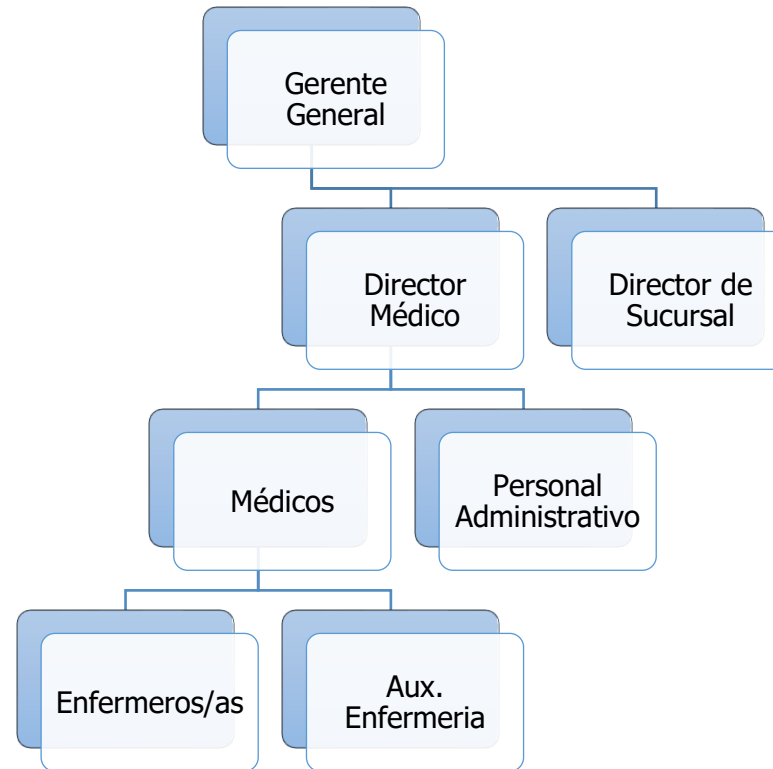 Gerente
General
Director
Médico
Director de
Sucursal
Médicos
Personal
Administrativo
Enfermeros/as
Aux.
Enfermeria